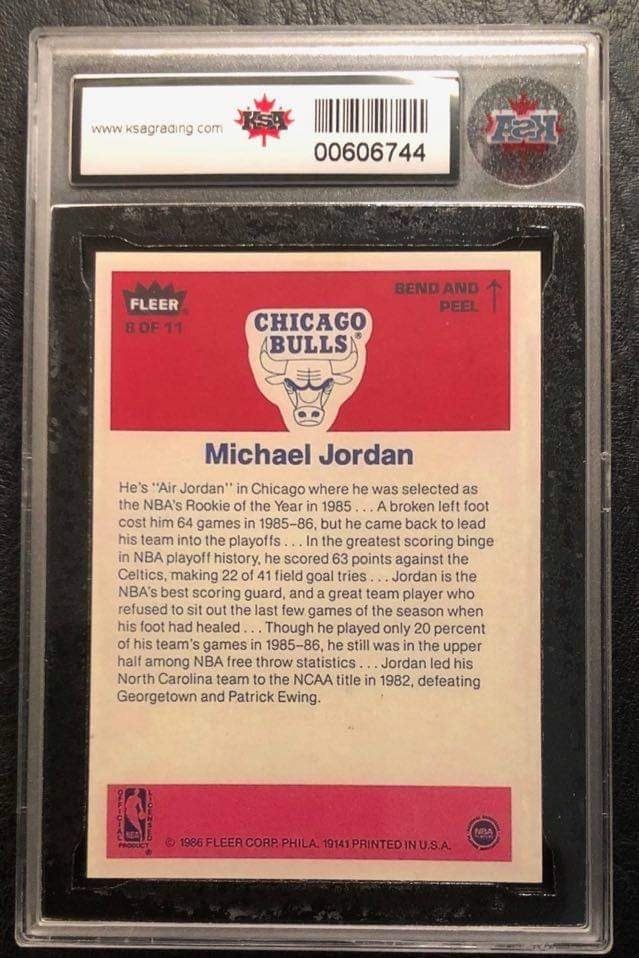 www.ksagrading.com
KSA
00606744
KSA
FLEER
8 OF 11
BEND AND
PEEL
CHICAGO
BULLS®
Michael Jordan
He's "Air Jordan" in Chicago where he was selected as
the NBA's Rookie of the Year in 1985 . . . A broken left foot
cost him 64 games in 1985–86, but he came back to lead
his team into the playoffs . . . In the greatest scoring binge
in NBA playoff history, he scored 63 points against the
Celtics, making 22 of 41 field goal tries . . . Jordan is the
NBA's best scoring guard, and a great team player who
refused to sit out the last few games of the season when
his foot had healed . . . Though he played only 20 percent
of his team's games in 1985–86, he still was in the upper
half among NBA free throw statistics . . . Jordan led his
North Carolina team to the NCAA title in 1982, defeating
Georgetown and Patrick Ewing.
OFFICIAL
LICENSED
NBA
PRODUCT ®
© 1986 FLEER CORP. PHILA. 19141 PRINTED IN U.S.A.
NBA